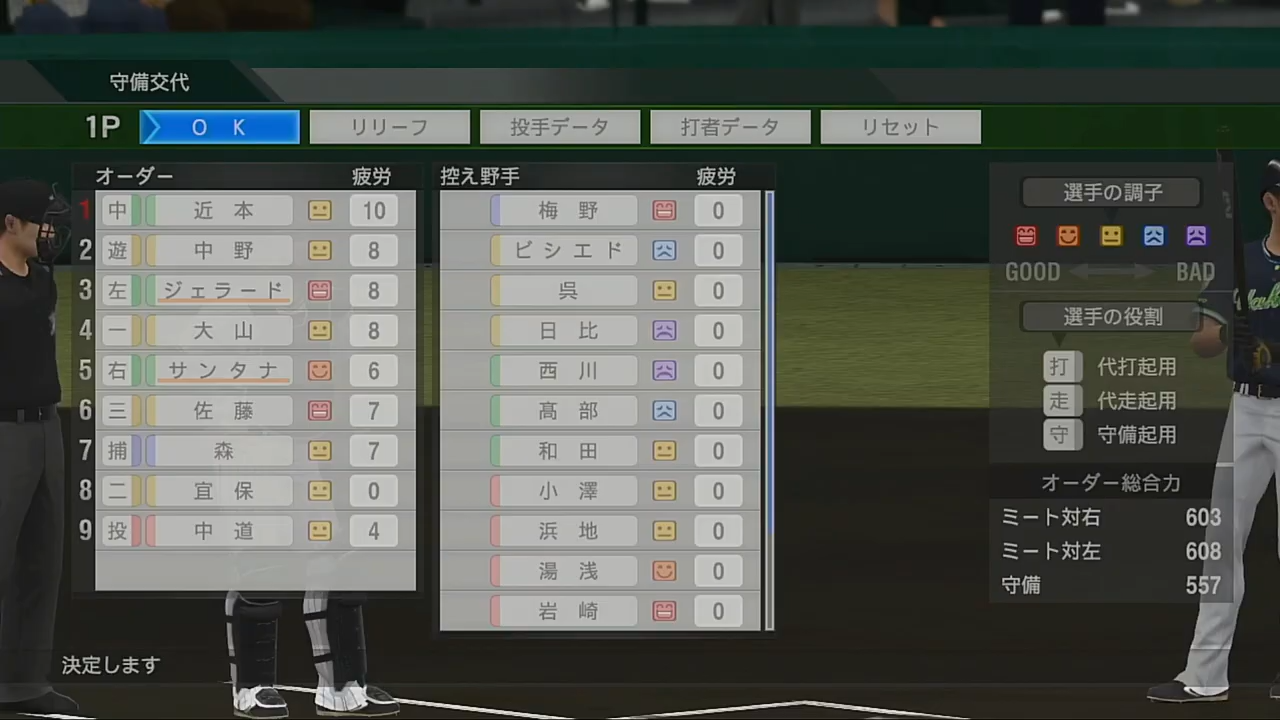 守備交代
1P OK リリーフ 投手データ 打者データ リセット
オーダー 疲労
1 中 近本 10
2 遊 中野 8
3 左 ジェラード 8
4 一 大山 8
5 右 サンタナ 6
6 三 佐藤 7
7 捕 森 7
8 二 宜保 0
9 投 中道 4
控え野手 疲労
梅野 0
ビシエド 0
呉 0
日比 0
西川 0
髙部 0
和田 0
小澤 0
浜地 0
湯浅 0
岩崎 0
選手の調子
GOOD BAD
選手の役割
打 代打起用
走 代走起用
守 守備起用
オーダー総合力
ミート対右 603
ミート対左 608
守備 557
決定します